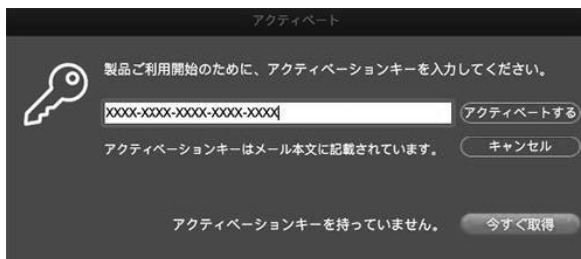 アクティベート
製品ご利用開始のために、アクティベーションキーを入力してください。
XXXX-XXXX-XXXX-XXXX-XXXX
アクティベートする
アクティベーションキーはメール本文に記載されています。
キャンセル
アクティベーションキーを持っていません。
今すぐ取得